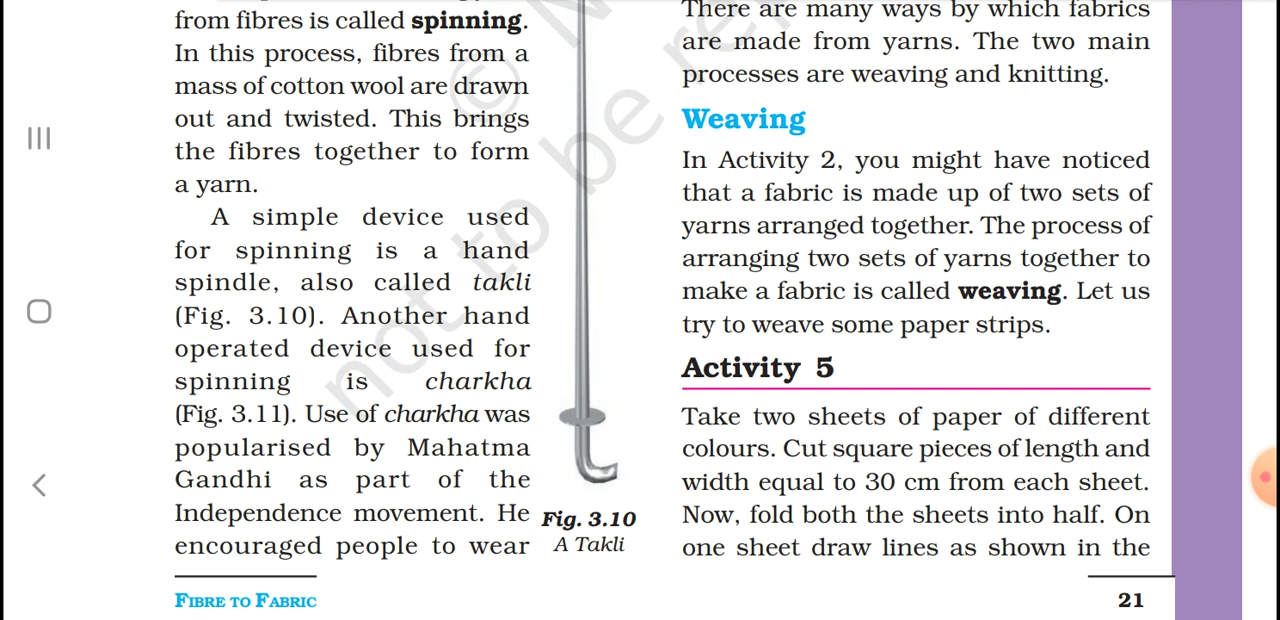 from fibres is called spinning.
In this process, fibres from a
mass of cotton wool are drawn
out and twisted. This brings
the fibres together to form
a yarn.
A simple device used
for spinning is a hand
spindle, also called takli
(Fig. 3.10). Another hand
operated device used for
spinning is charkha
(Fig. 3.11). Use of charkha was
popularised by Mahatma
Gandhi as part of the
Independence movement. He
encouraged people to wear
Fig. 3.10
A Takli
There are many ways by which fabrics
are made from yarns. The two main
processes are weaving and knitting.
Weaving
In Activity 2, you might have noticed
that a fabric is made up of two sets of
yarns arranged together. The process of
arranging two sets of yarns together to
make a fabric is called weaving. Let us
try to weave some paper strips.
Activity 5
Take two sheets of paper of different
colours. Cut square pieces of length and
width equal to 30 cm from each sheet.
Now, fold both the sheets into half. On
one sheet draw lines as shown in the
FIBRE TO FABRIC
21
© N
not to be re